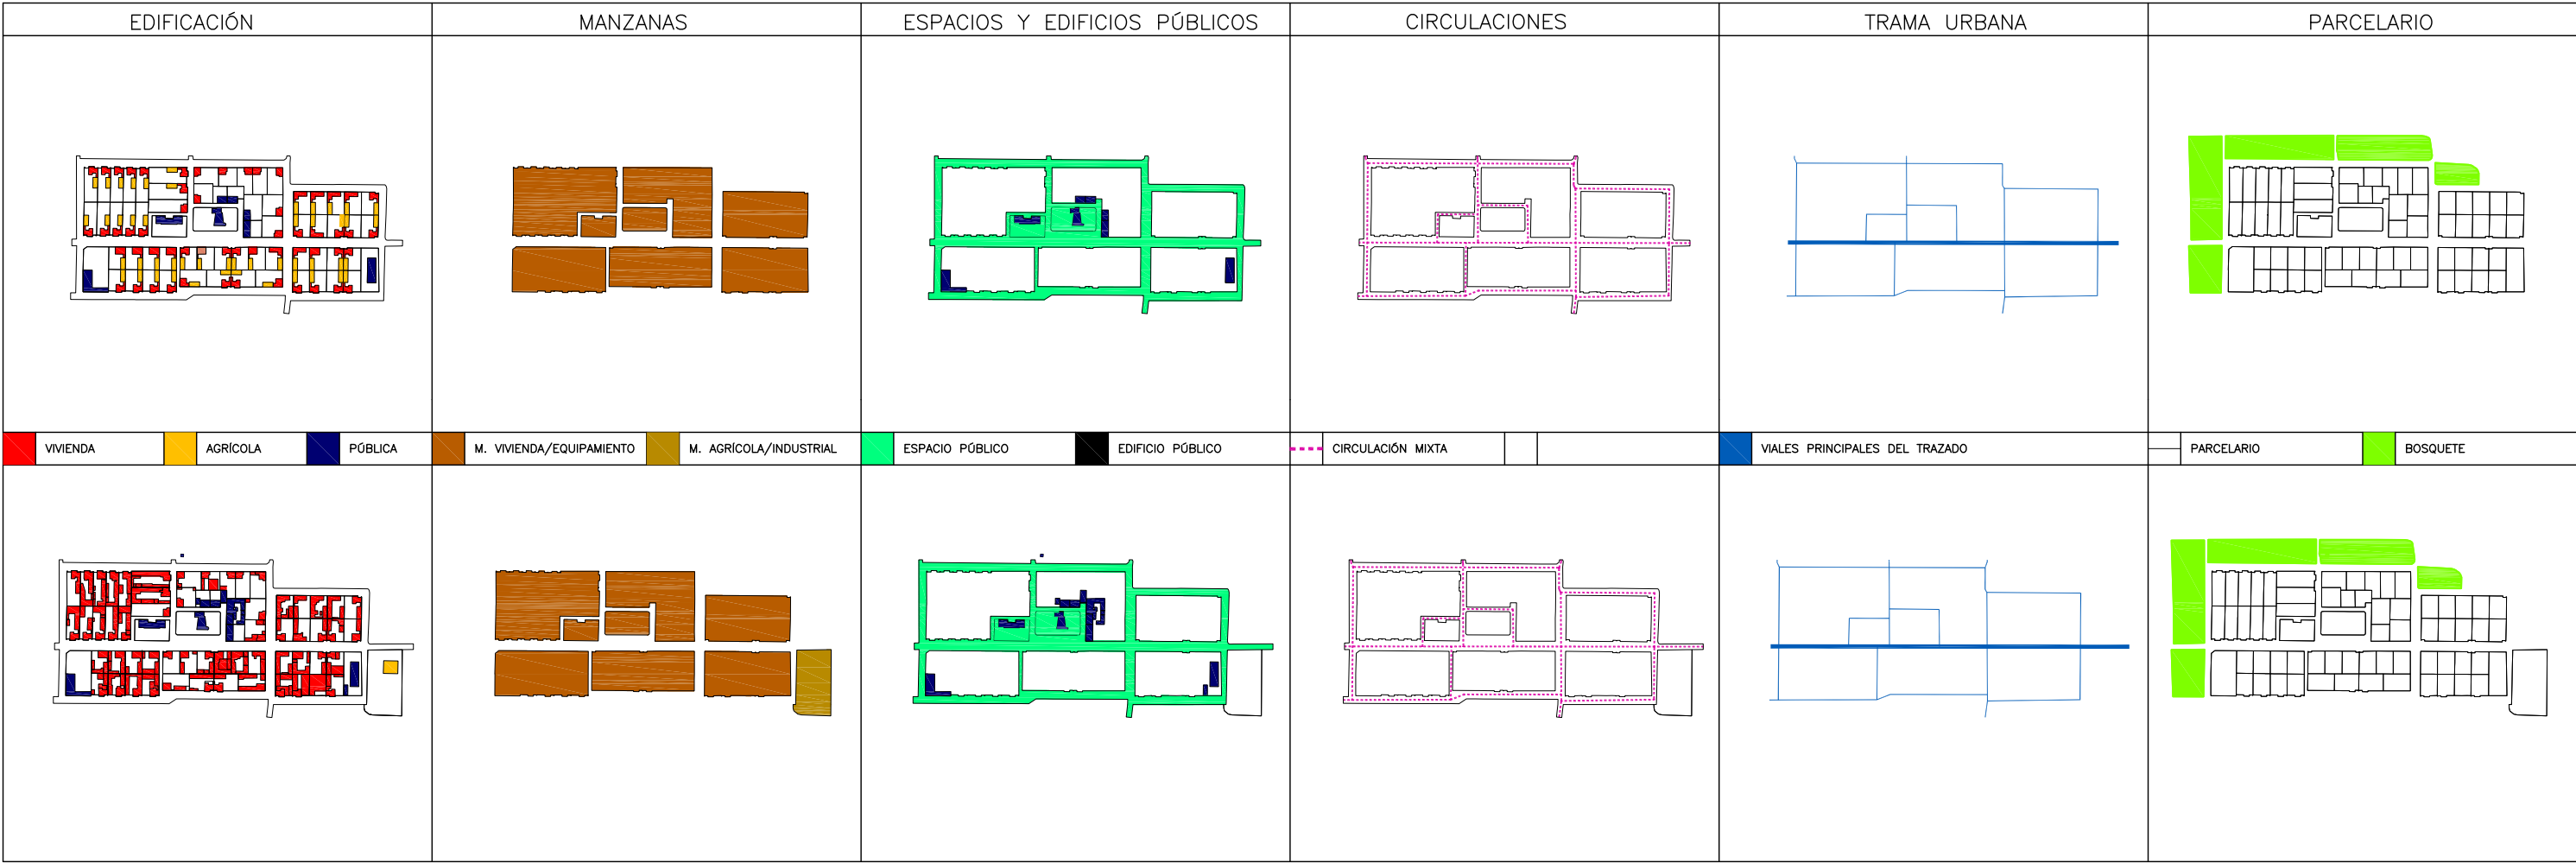 EDIFICACIÓN
MANZANAS
ESPACIOS Y EDIFICIOS PÚBLICOS
CIRCULACIONES
TRAMA URBANA
PARCELARIO
VIVIENDA
AGRÍCOLA
PÚBLICA
M. VIVIENDA/EQUIPAMIENTO
M. AGRÍCOLA/INDUSTRIAL
ESPACIO PÚBLICO
EDIFICIO PÚBLICO
CIRCULACIÓN MIXTA
VIALES PRINCIPALES DEL TRAZADO
PARCELARIO
BOSQUETE